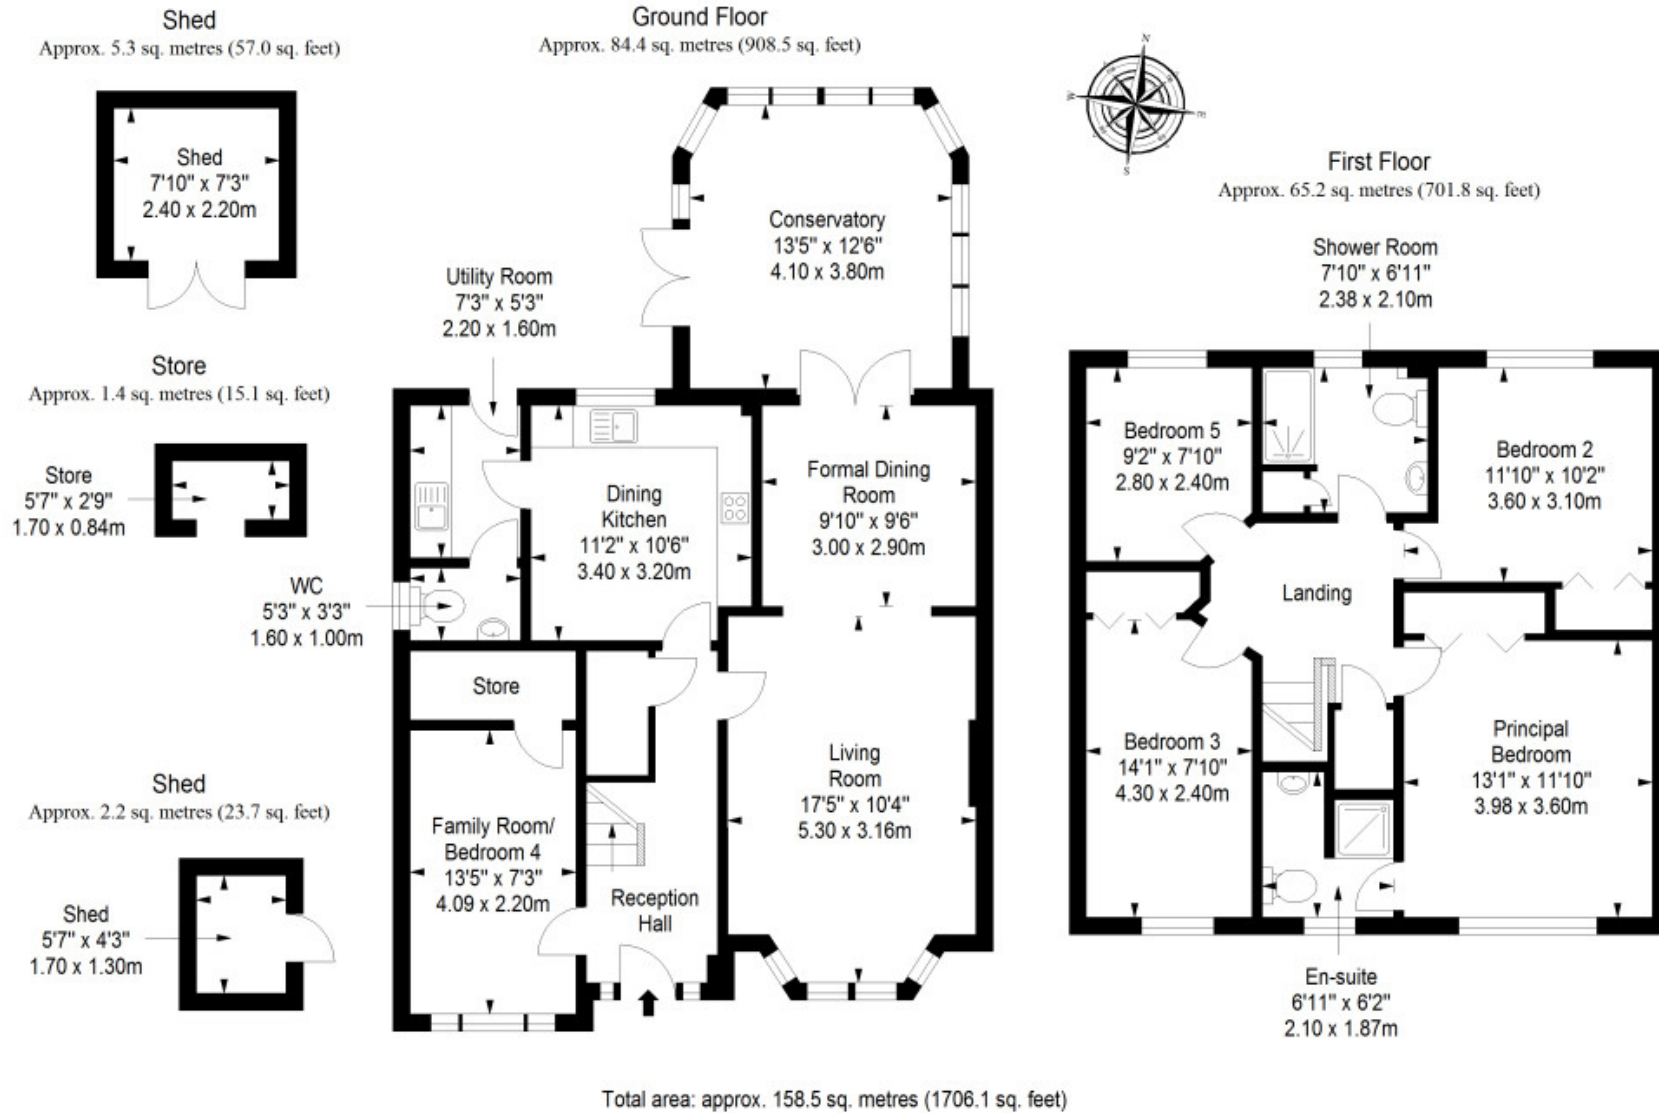 Shed
Approx. 5.3 sq. metres (57.0 sq. feet)
Shed
7'10" x 7'3"
2.40 x 2.20m
Store
Approx. 1.4 sq. metres (15.1 sq. feet)
Store
5'7" x 2'9"
1.70 x 0.84m
Shed
Approx. 2.2 sq. metres (23.7 sq. feet)
Shed
5'7" x 4'3"
1.70 x 1.30m
Ground Floor
Approx. 84.4 sq. metres (908.5 sq. feet)
Conservatory
13'5" x 12'6"
4.10 x 3.80m
Utility Room
7'3" x 5'3"
2.20 x 1.60m
Dining
Kitchen
11'2" x 10'6"
3.40 x 3.20m
Formal Dining
Room
9'10" x 9'6"
3.00 x 2.90m
WC
5'3" x 3'3"
1.60 x 1.00m
Store
Living
Room
17'5" x 10'4"
5.30 x 3.16m
Family Room/
Bedroom 4
13'5" x 7'3"
4.09 x 2.20m
Reception
Hall
N
W
E
S
First Floor
Approx. 65.2 sq. metres (701.8 sq. feet)
Shower Room
7'10" x 6'11"
2.38 x 2.10m
Bedroom 5
9'2" x 7'10"
2.80 x 2.40m
Bedroom 2
11'10" x 10'2"
3.60 x 3.10m
Landing
Bedroom 3
14'1" x 7'10"
4.30 x 2.40m
Principal
Bedroom
13'1" x 11'10"
3.98 x 3.60m
En-suite
6'11" x 6'2"
2.10 x 1.87m
Total area: approx. 158.5 sq. metres (1706.1 sq. feet)